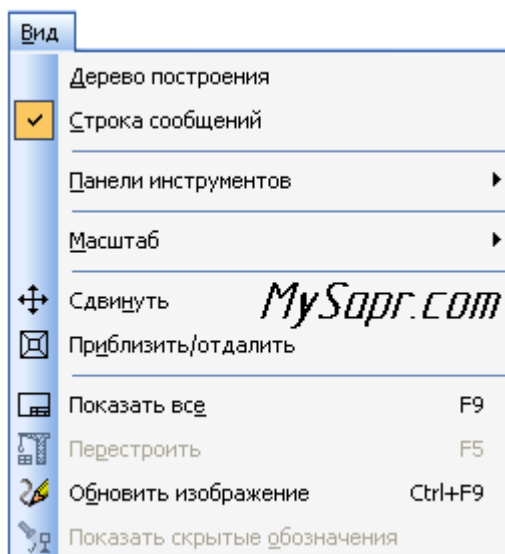 Вид
Дерево построения
Строка сообщений
Панели инструментов
Масштаб
Сдвинуть MySapr.com
Приблизить/отдалить
Показать все F9
Перестроить F5
Обновить изображение Ctrl+F9
Показать скрытые обозначения